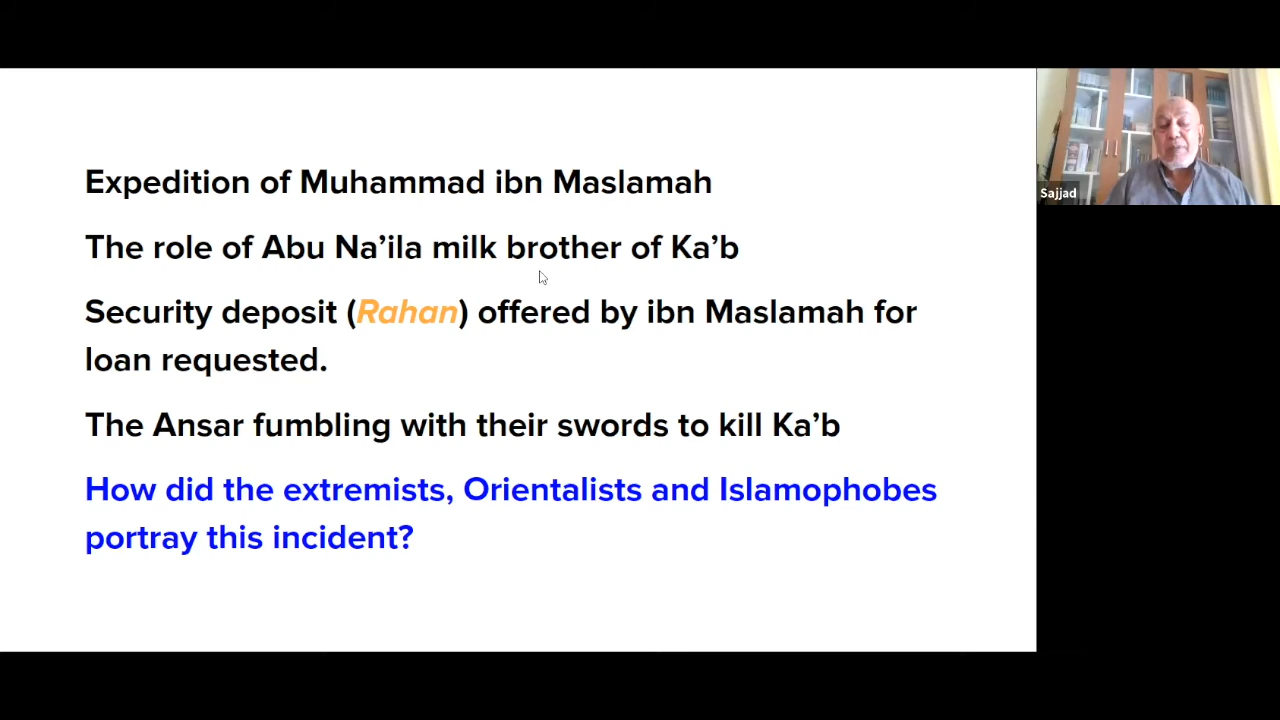 Expedition of Muhammad ibn Maslamah
The role of Abu Na’ila milk brother of Ka’b
Security deposit (Rahan) offered by ibn Maslamah for
loan requested.
The Ansar fumbling with their swords to kill Ka’b
How did the extremists, Orientalists and Islamophobes
portray this incident?
Sajjad